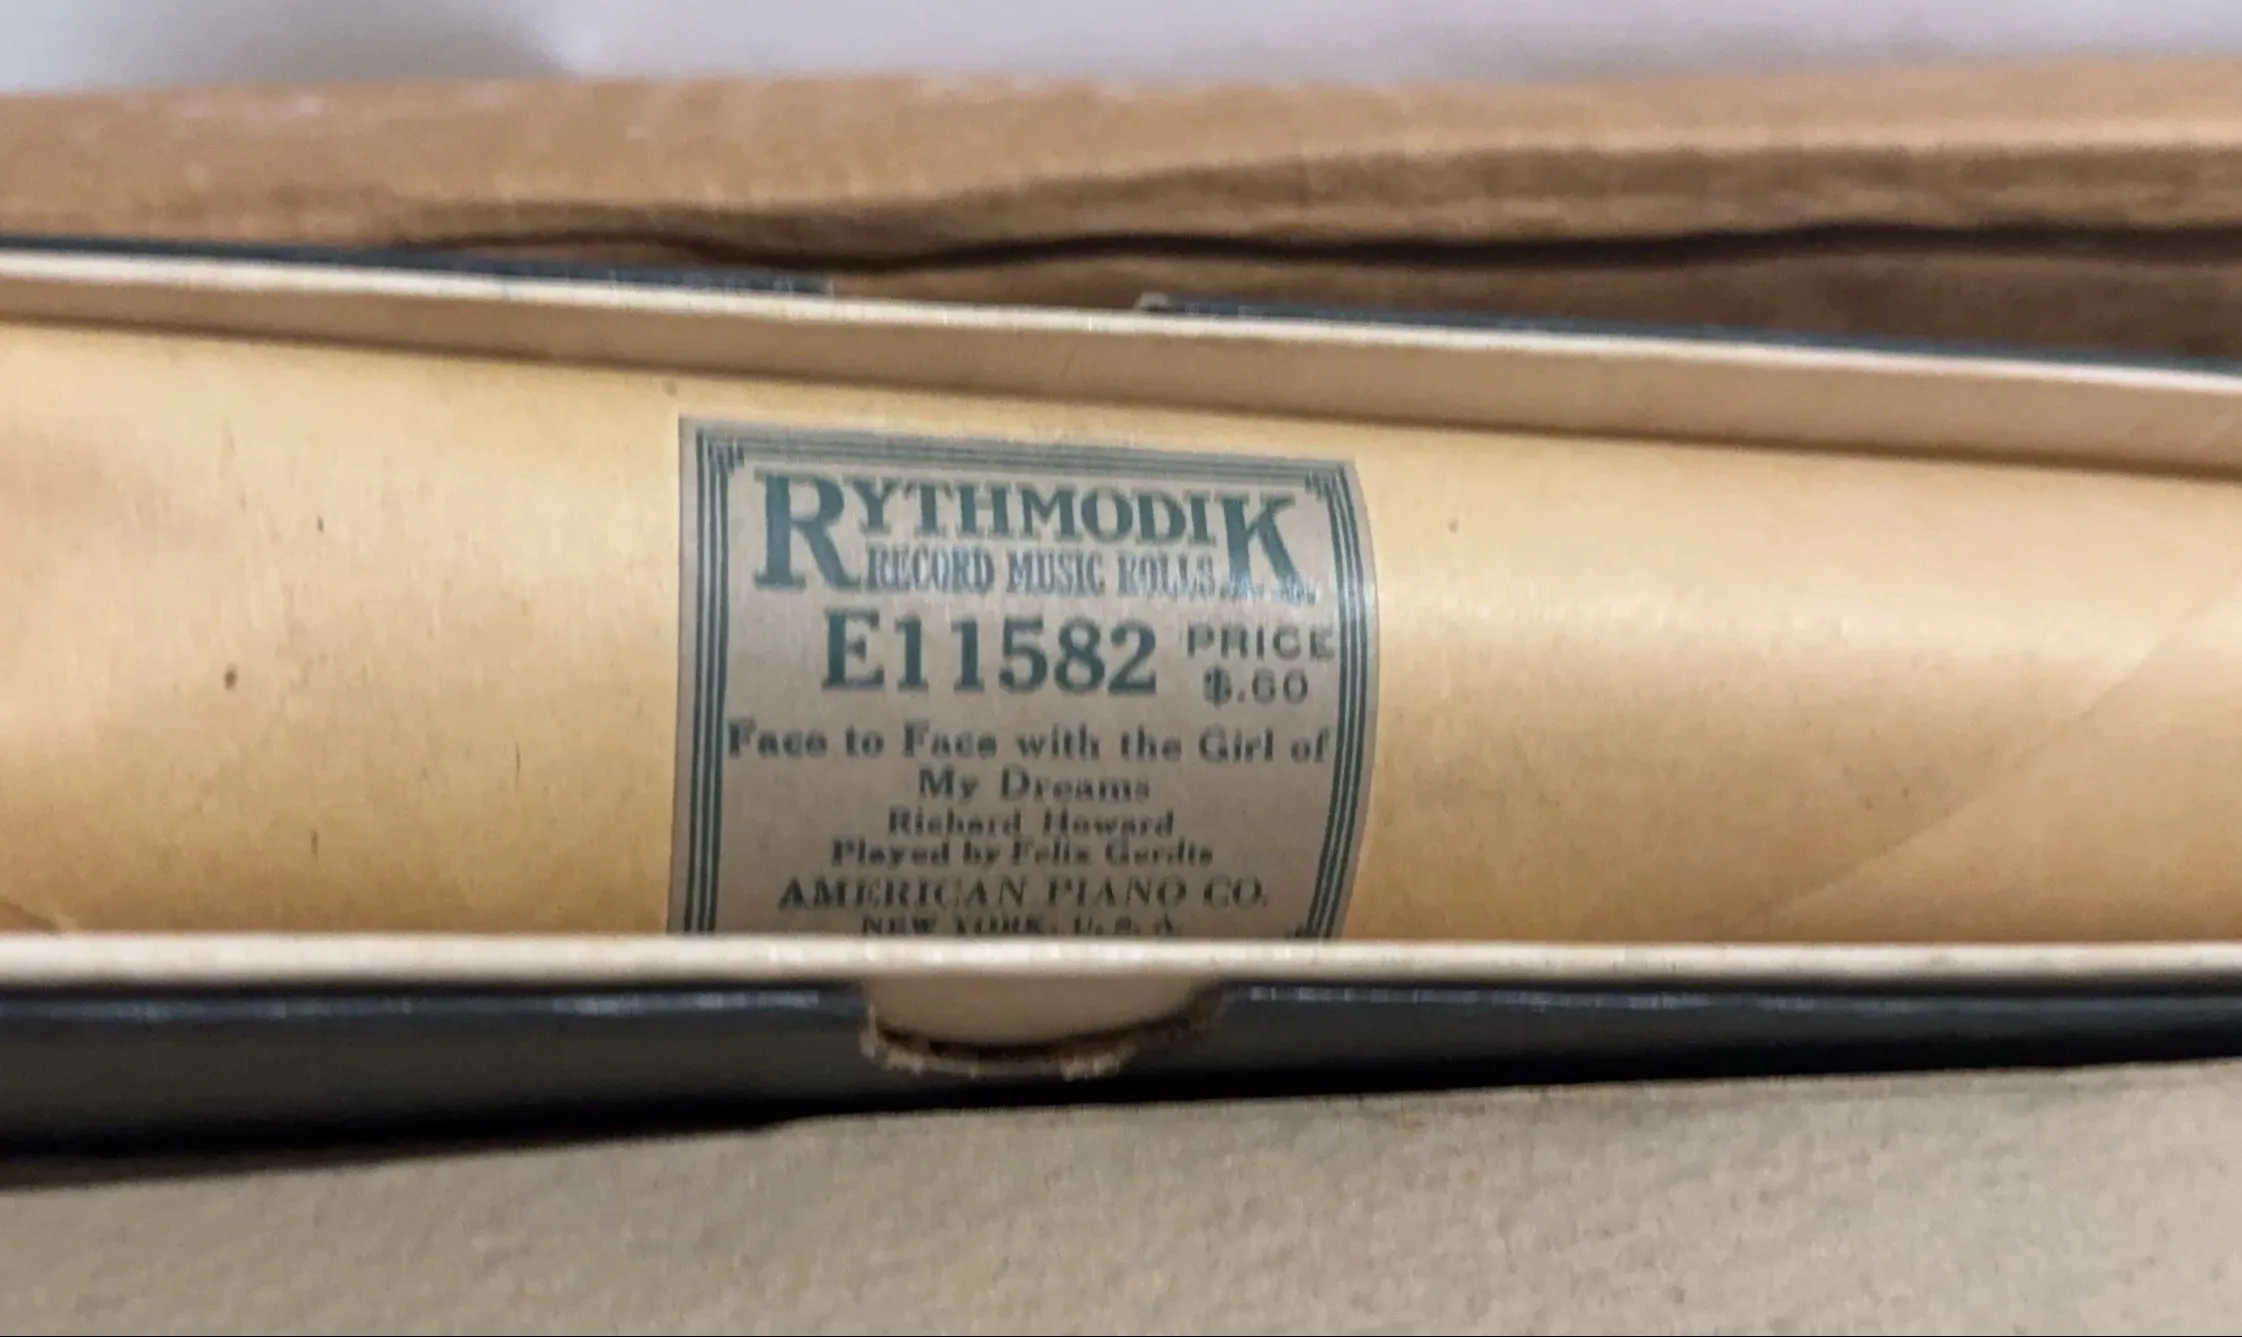 RYTHMODIK
RECORD MUSIC ROLLS
E11582 PRICE
$.60
Face to Face with the Girl of
My Dreams
Richard Howard
Played by Felix Gerdts
AMERICAN PIANO CO.
NEW YORK, U. S. A.